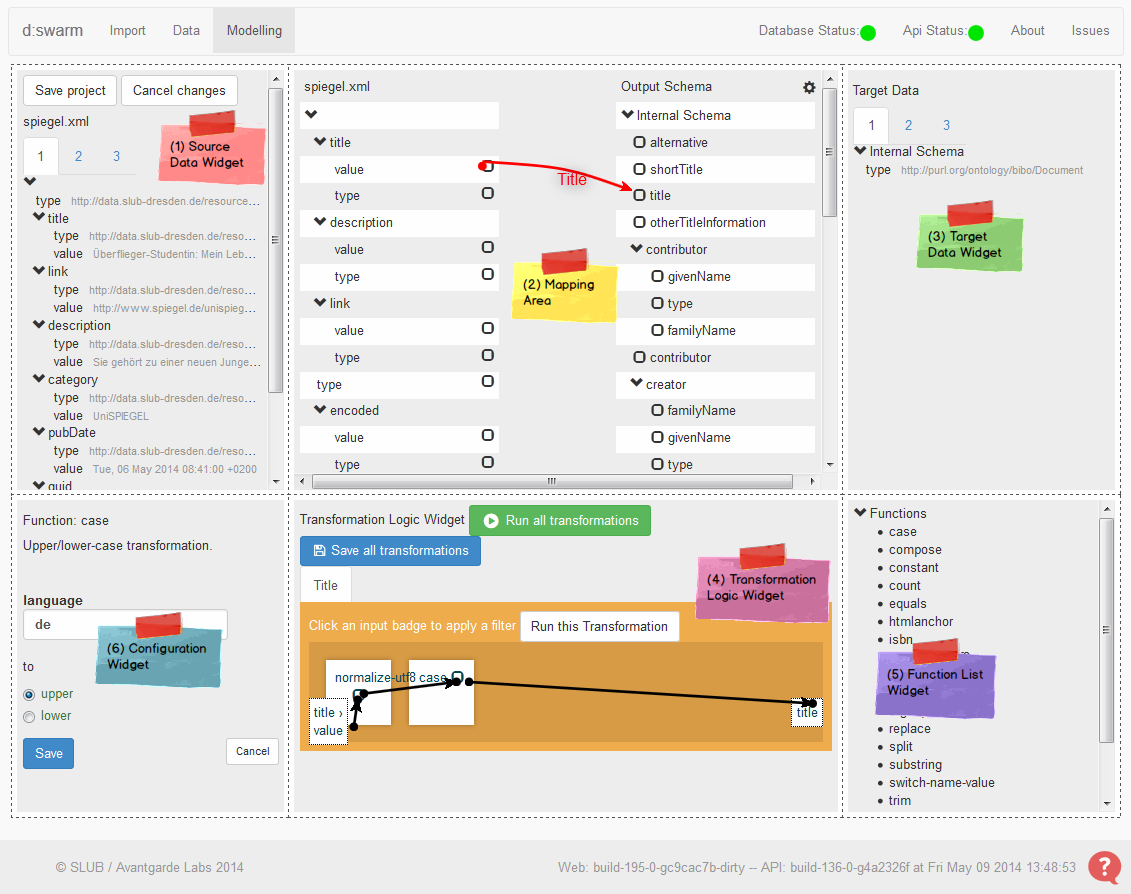 d:swarm Import Data Modelling Database Status: Api Status: About Issues
Save project Cancel changes
spiegel.xml
1 2 3
(1) Source
Data Widget
type http://data.slub-dresden.de/resource...
title
type http://data.slub-dresden.de/reso...
value Überflieger-Studentin: Mein Leb...
link
type http://data.slub-dresden.de/reso...
value http://www.spiegel.de/unispieg...
description
type http://data.slub-dresden.de/reso...
value Sie gehört zu einer neuen Junge...
category
type http://data.slub-dresden.de/reso...
value UniSPIEGEL
pubDate
type http://data.slub-dresden.de/reso...
value Tue, 06 May 2014 08:41:00 +0200
guid
spiegel.xml
title
value
type
description
value
type
link
value
type
type
encoded
value
type
Title
(2) Mapping
Area
Output Schema
Internal Schema
alternative
shortTitle
title
otherTitleInformation
contributor
givenName
type
familyName
contributor
creator
familyName
givenName
type
Target Data
1 2 3
Internal Schema
type http://purl.org/ontology/bibo/Document
(3) Target
Data Widget
Function: case
Upper/lower-case transformation.
language
de
(6) Configuration
Widget
to
upper
lower
Save Cancel
Transformation Logic Widget Run all transformations
Save all transformations
Title
(4) Transformation
Logic Widget
Click an input badge to apply a filter Run this Transformation
normalize-utf8 case
title ›
value
title
Functions
case
compose
constant
count
equals
htmlanchor
isbn
(5) Function List
Widget
replace
split
substring
switch-name-value
trim
© SLUB / Avantgarde Labs 2014
Web: build-195-0-gc9cac7b-dirty -- API: build-136-0-g4a2326f at Fri May 09 2014 13:48:53
?